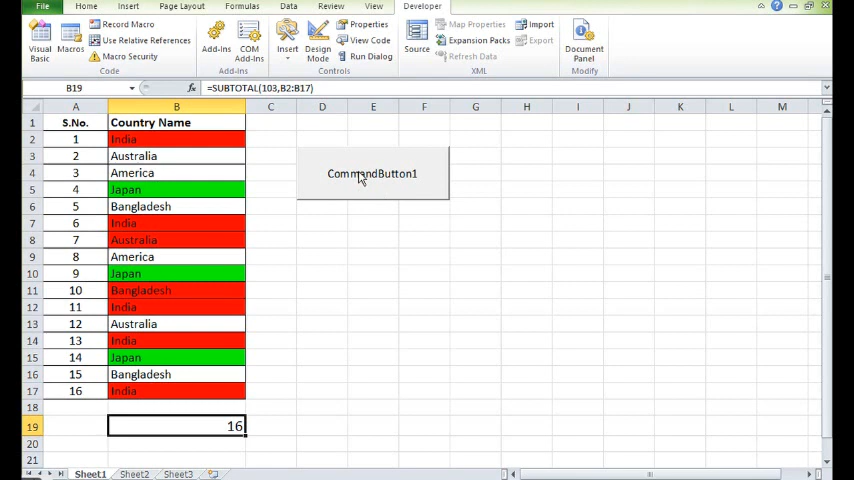 File Home Insert Page Layout Formulas Data Review View Developer
Visual Basic
Macros
Record Macro
Use Relative References
Macro Security
Code
Add-Ins
COM Add-Ins
Add-Ins
Insert
Design Mode
Properties
View Code
Run Dialog
Controls
Source
Map Properties
Expansion Packs
Refresh Data
Import
Export
XML
Document Panel
Modify
B19 fx =SUBTOTAL(103,B2:B17)
A B C D E F G H I J K L M
1 S.No. Country Name
2 1 India
3 2 Australia
4 3 America
5 4 Japan
6 5 Bangladesh
7 6 India
8 7 Australia
9 8 America
10 9 Japan
11 10 Bangladesh
12 11 India
13 12 Australia
14 13 India
15 14 Japan
16 15 Bangladesh
17 16 India
18
19 16
20
21
CommandButton1
Sheet1 Sheet2 Sheet3